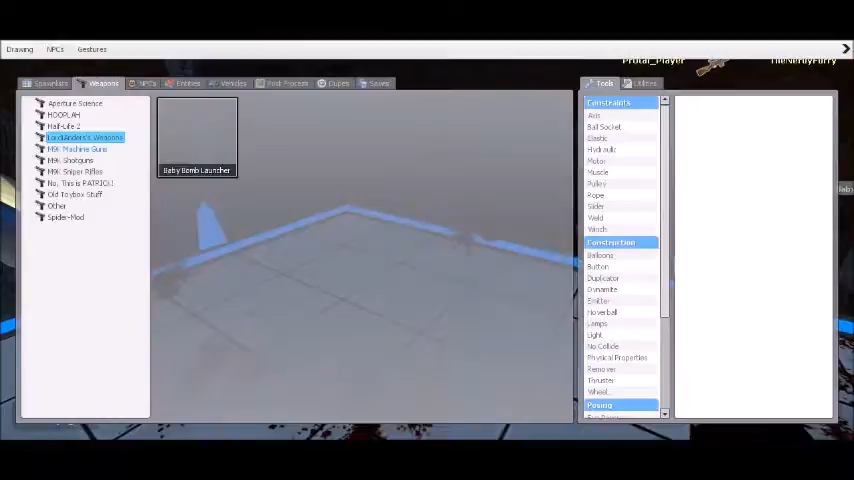 Drawing NPCs Gestures
Protal_Player TheNerdyFurry
Spawnlists Weapons NPCs Entities Vehicles Post Process Dupes Saves
Tools Utilities
Aperture Science
HOOPLAH
Half-Life 2
M9K Machine Guns
M9K Shotguns
M9K Sniper Rifles
No, This is PATRICK!
Old Toybox Stuff
Other
Spider-Mod
Baby Bomb Launcher
Constraints
Axis
Ball Socket
Elastic
Hydraulic
Motor
Muscle
Pulley
Rope
Slider
Weld
Winch
Construction
Balloons
Button
Duplicator
Dynamite
Emitter
Hoverball
Lamps
Light
No Collide
Physical Properties
Remover
Thruster
Wheel
Posing